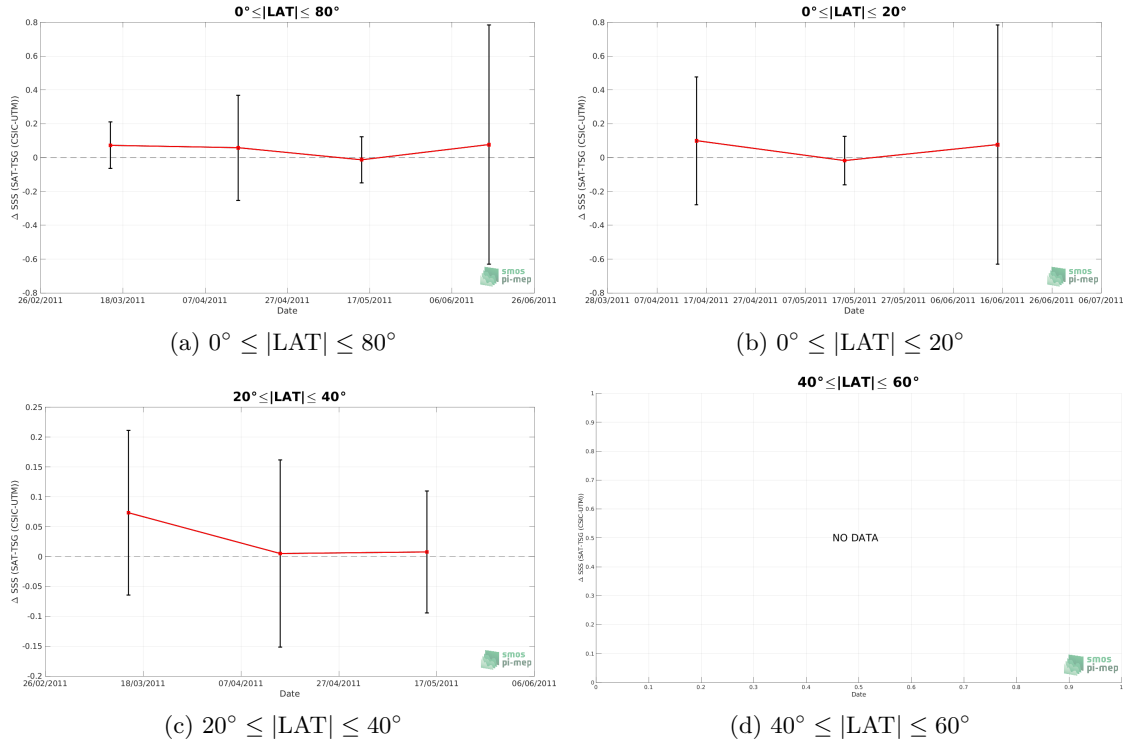 0°≤|LAT|≤ 80°
Δ SSS (SAT-TSG (CSIC-UTM))
0.8
0.6
0.4
0.2
0
-0.2
-0.4
-0.6
-0.8
26/02/2011 18/03/2011 07/04/2011 27/04/2011 17/05/2011 06/06/2011 26/06/2011
Date
smos
pi-mep
(a) 0° ≤ |LAT| ≤ 80°
0°≤|LAT|≤ 20°
Δ SSS (SAT-TSG (CSIC-UTM))
0.8
0.6
0.4
0.2
0
-0.2
-0.4
-0.6
-0.8
28/03/2011 07/04/2011 17/04/2011 27/04/2011 07/05/2011 17/05/2011 27/05/2011 06/06/2011 16/06/2011 26/06/2011 06/07/2011
Date
smos
pi-mep
(b) 0° ≤ |LAT| ≤ 20°
20°≤|LAT|≤ 40°
Δ SSS (SAT-TSG (CSIC-UTM))
0.25
0.2
0.15
0.1
0.05
0
-0.05
-0.1
-0.15
-0.2
26/02/2011 18/03/2011 07/04/2011 27/04/2011 17/05/2011 06/06/2011
Date
smos
pi-mep
(c) 20° ≤ |LAT| ≤ 40°
40°≤|LAT|≤ 60°
Δ SSS (SAT-TSG (CSIC-UTM))
1
0.9
0.8
0.7
0.6
0.5
0.4
0.3
0.2
0.1
0
NO DATA
0 0.1 0.2 0.3 0.4 0.5 0.6 0.7 0.8 0.9 1
Date
smos
pi-mep
(d) 40° ≤ |LAT| ≤ 60°